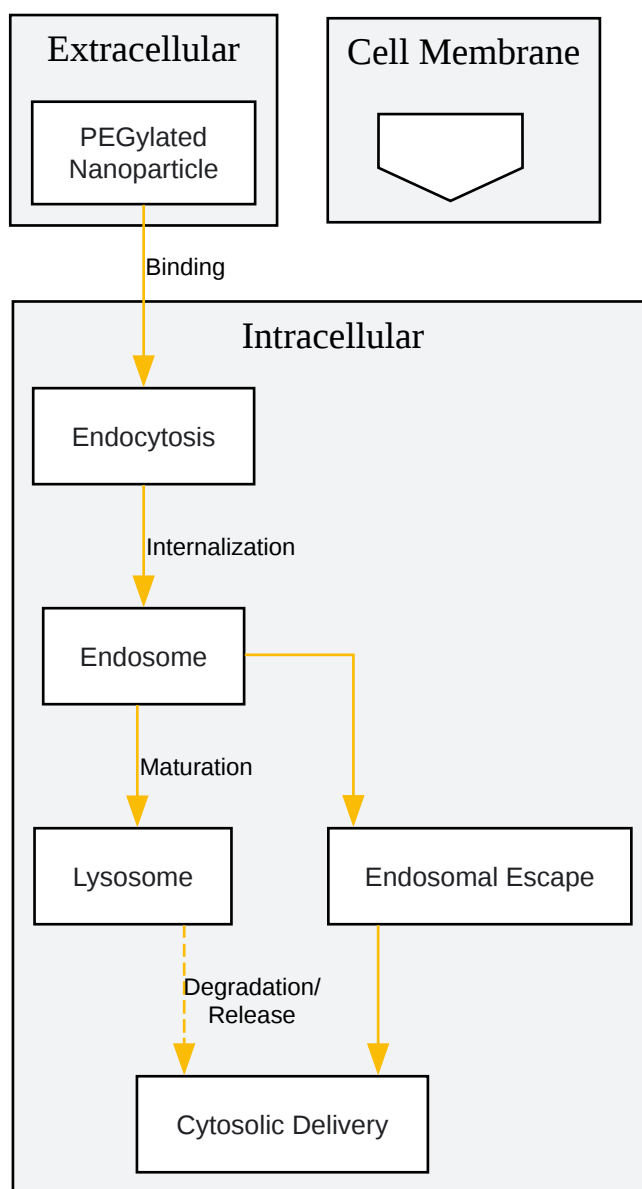 Extracellular
Cell Membrane
PEGylated
Nanoparticle
Binding
Intracellular
Endocytosis
Internalization
Endosome
Maturation
Lysosome
Endosomal Escape
Degradation/
Release
Cytosolic Delivery